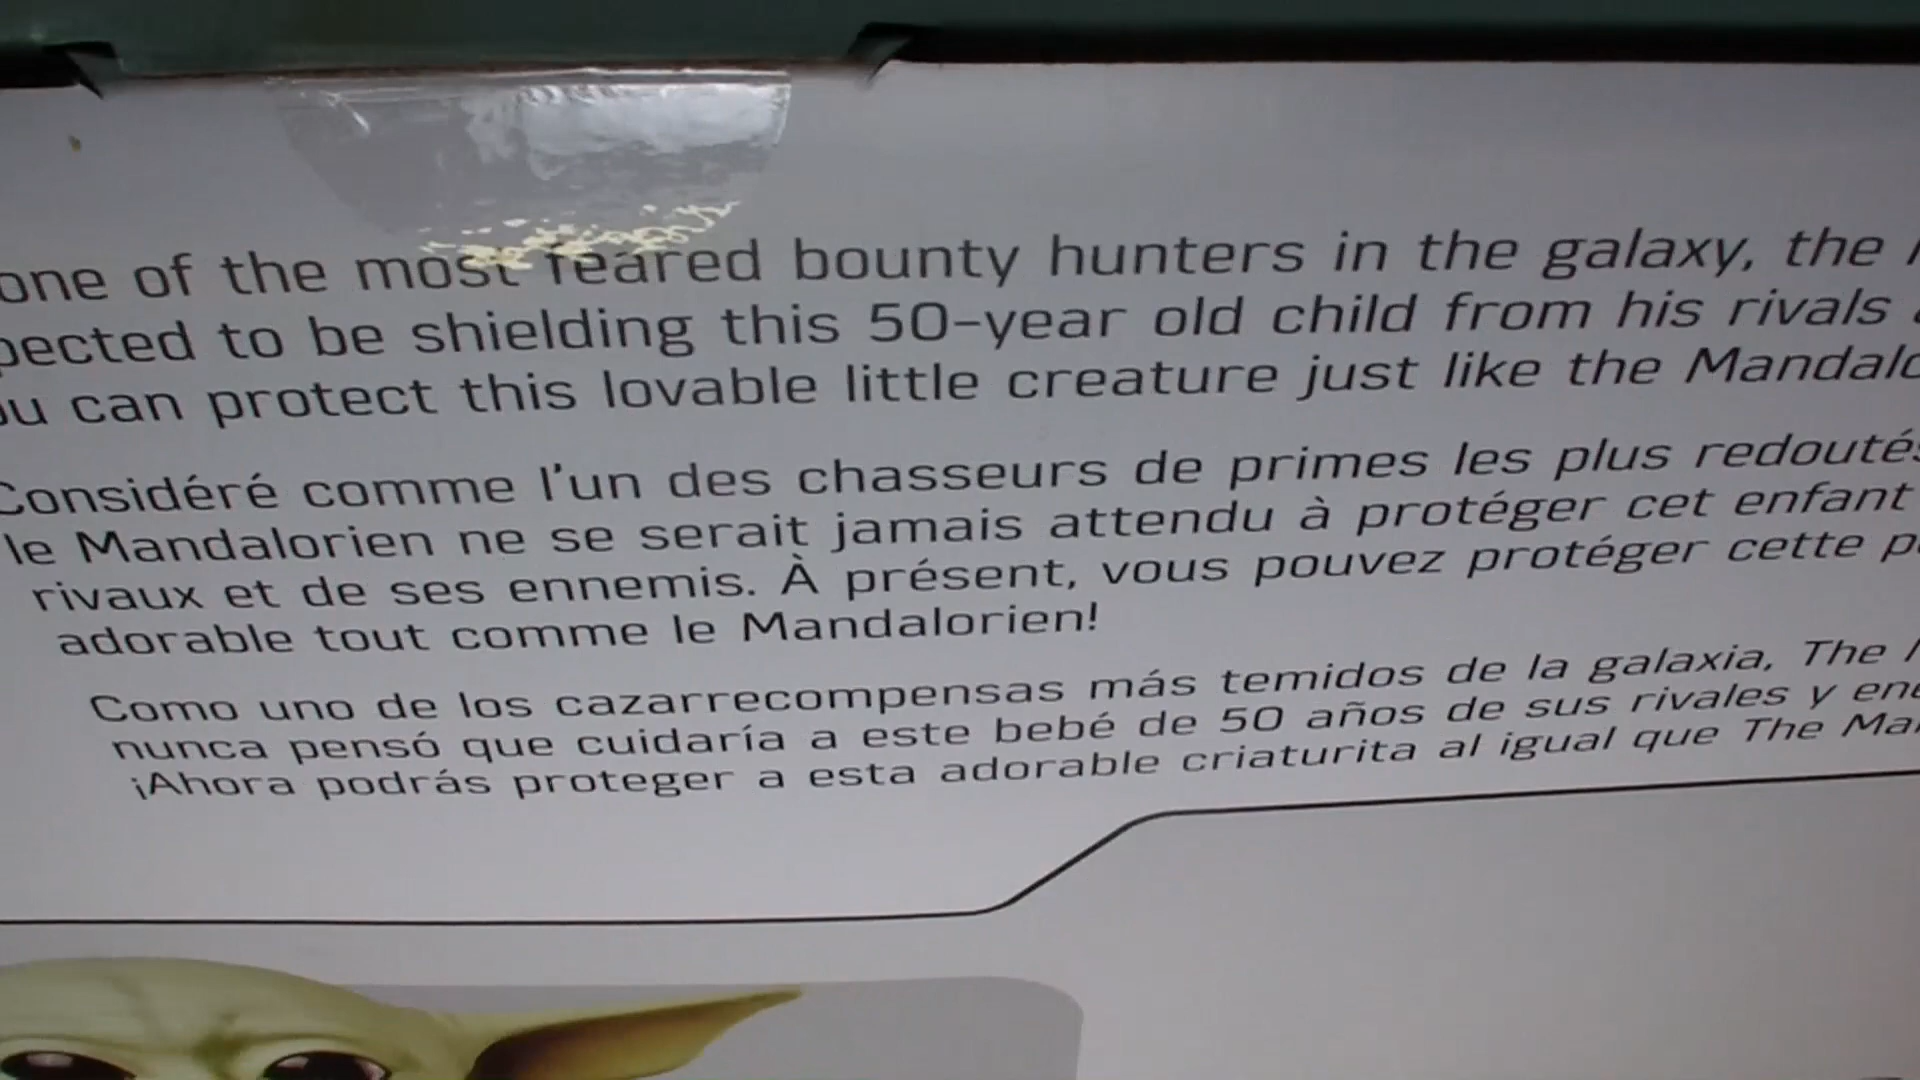 one of the most feared bounty hunters in the galaxy, the
to be shielding this 50-year old child from his rivals
can protect this lovable little creature just like the
Considéré comme l'un des chasseurs de primes les plus redoutés
le Mandalorien ne se serait jamais attendu à protéger cet enfant
rivaux et de ses ennemis. À présent, vous pouvez protéger cette
adorable tout comme le Mandalorien!
Como uno de los cazarrecompensas más temidos de la galaxia, The
nunca pensó que cuidaría a este bebé de 50 años de sus rivales y
¡Ahora podrás proteger a esta adorable criaturita al igual que The